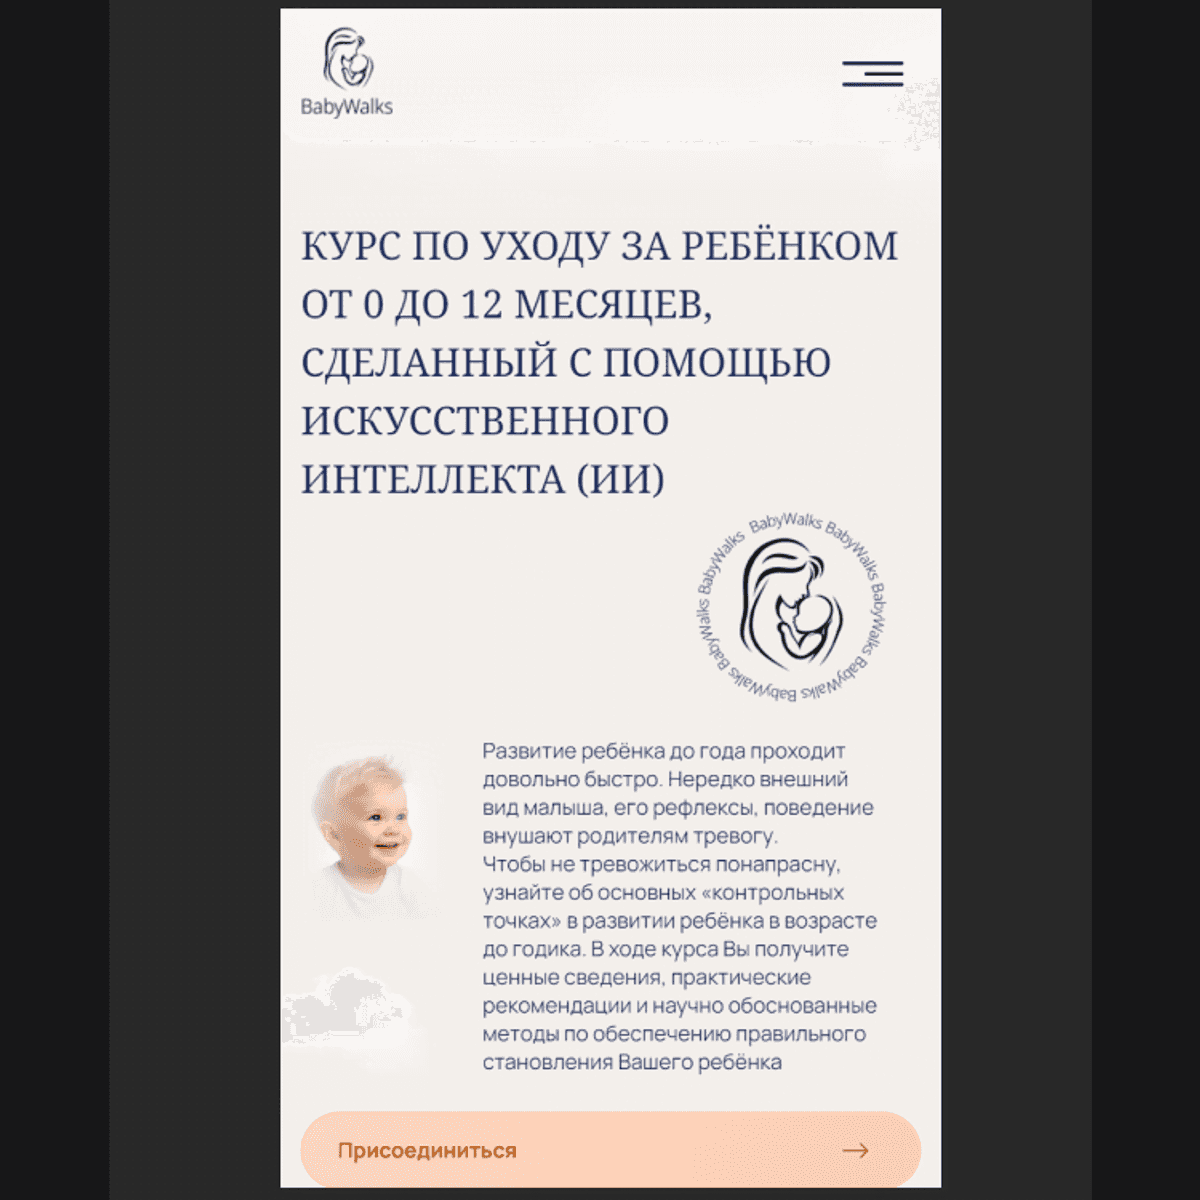 BabyWalks
КУРС ПО УХОДУ ЗА РЕБЁНКОМ
ОТ 0 ДО 12 МЕСЯЦЕВ,
СДЕЛАННЫЙ С ПОМОЩЬЮ
ИСКУССТВЕННОГО
ИНТЕЛЛЕКТА (ИИ)
BabyWalks BabyWalks BabyWalks BabyWalks BabyWalks BabyWalks BabyWalks BabyWalks
Развитие ребёнка до года проходит
довольно быстро. Нередко внешний
вид малыша, его рефлексы, поведение
внушают родителям тревогу.
Чтобы не тревожиться понапрасну,
узнайте об основных «контрольных
точках» в развитии ребёнка в возрасте
до годика. В ходе курса Вы получите
ценные сведения, практические
рекомендации и научно обоснованные
методы по обеспечению правильного
становления Вашего ребёнка
Присоединиться